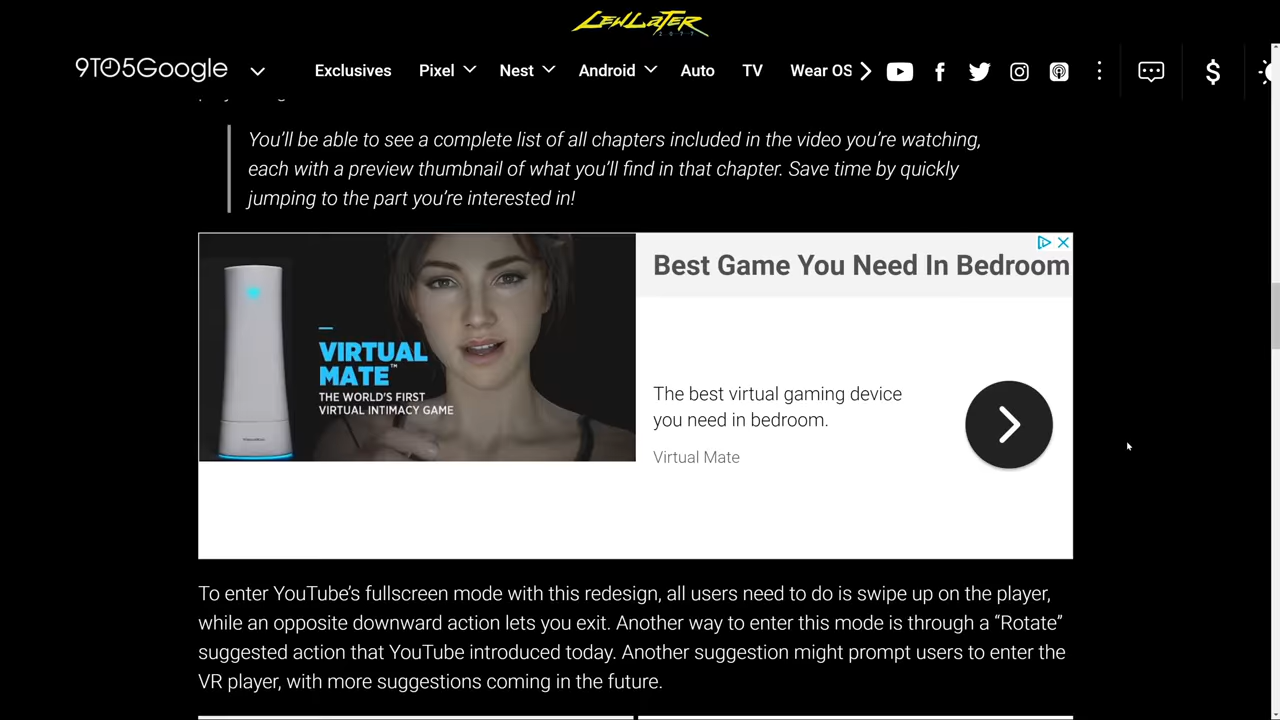 LEWLATER
2077
9TO5Google
Exclusives Pixel Nest Android Auto TV Wear OS
$
You’ll be able to see a complete list of all chapters included in the video you’re watching,
each with a preview thumbnail of what you’ll find in that chapter. Save time by quickly
jumping to the part you’re interested in!
VIRTUAL
MATE™
THE WORLD'S FIRST
VIRTUAL INTIMACY GAME
Best Game You Need In Bedroom
The best virtual gaming device
you need in bedroom.
Virtual Mate
To enter YouTube’s fullscreen mode with this redesign, all users need to do is swipe up on the player,
while an opposite downward action lets you exit. Another way to enter this mode is through a “Rotate”
suggested action that YouTube introduced today. Another suggestion might prompt users to enter the
VR player, with more suggestions coming in the future.